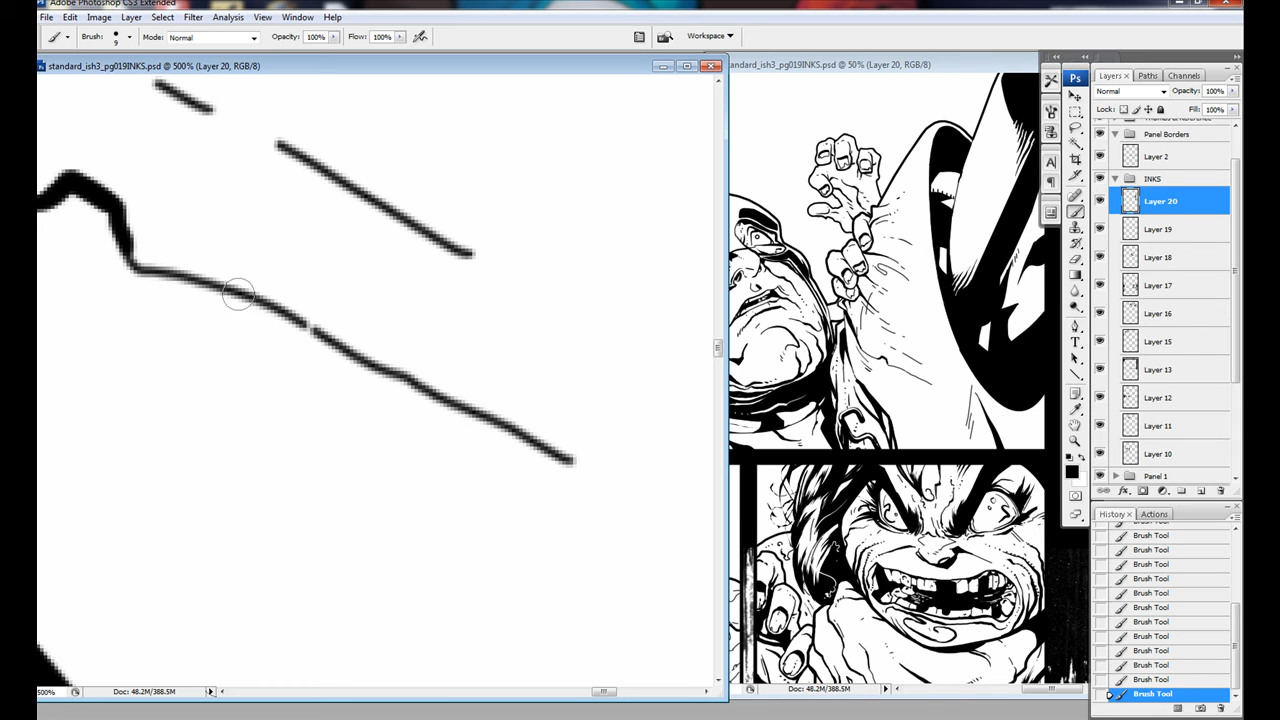 Adobe Photoshop CS3 Extended
File Edit Image Layer Select Filter Analysis View Window Help
Brush: 9 Mode: Normal Opacity: 100% Flow: 100% Workspace
standard_ish3_pg019INKS.psd @ 500% (Layer 20, RGB/8)
tandard_ish3_pg019INKS.psd @ 50% (Layer 20, RGB/8)
Ps
Layers Paths Channels
Normal Opacity: 100%
Lock: Fill: 100%
Panel Borders
Layer 2
INKS
Layer 20
Layer 19
Layer 18
Layer 17
Layer 16
Layer 15
Layer 13
Layer 12
Layer 11
Layer 10
Panel 1
History Actions
Brush Tool
Brush Tool
Brush Tool
Brush Tool
Brush Tool
Brush Tool
Brush Tool
Brush Tool
Brush Tool
Brush Tool
Brush Tool
Brush Tool
500% Doc: 48.2M/388.5M
Doc: 48.2M/388.5M